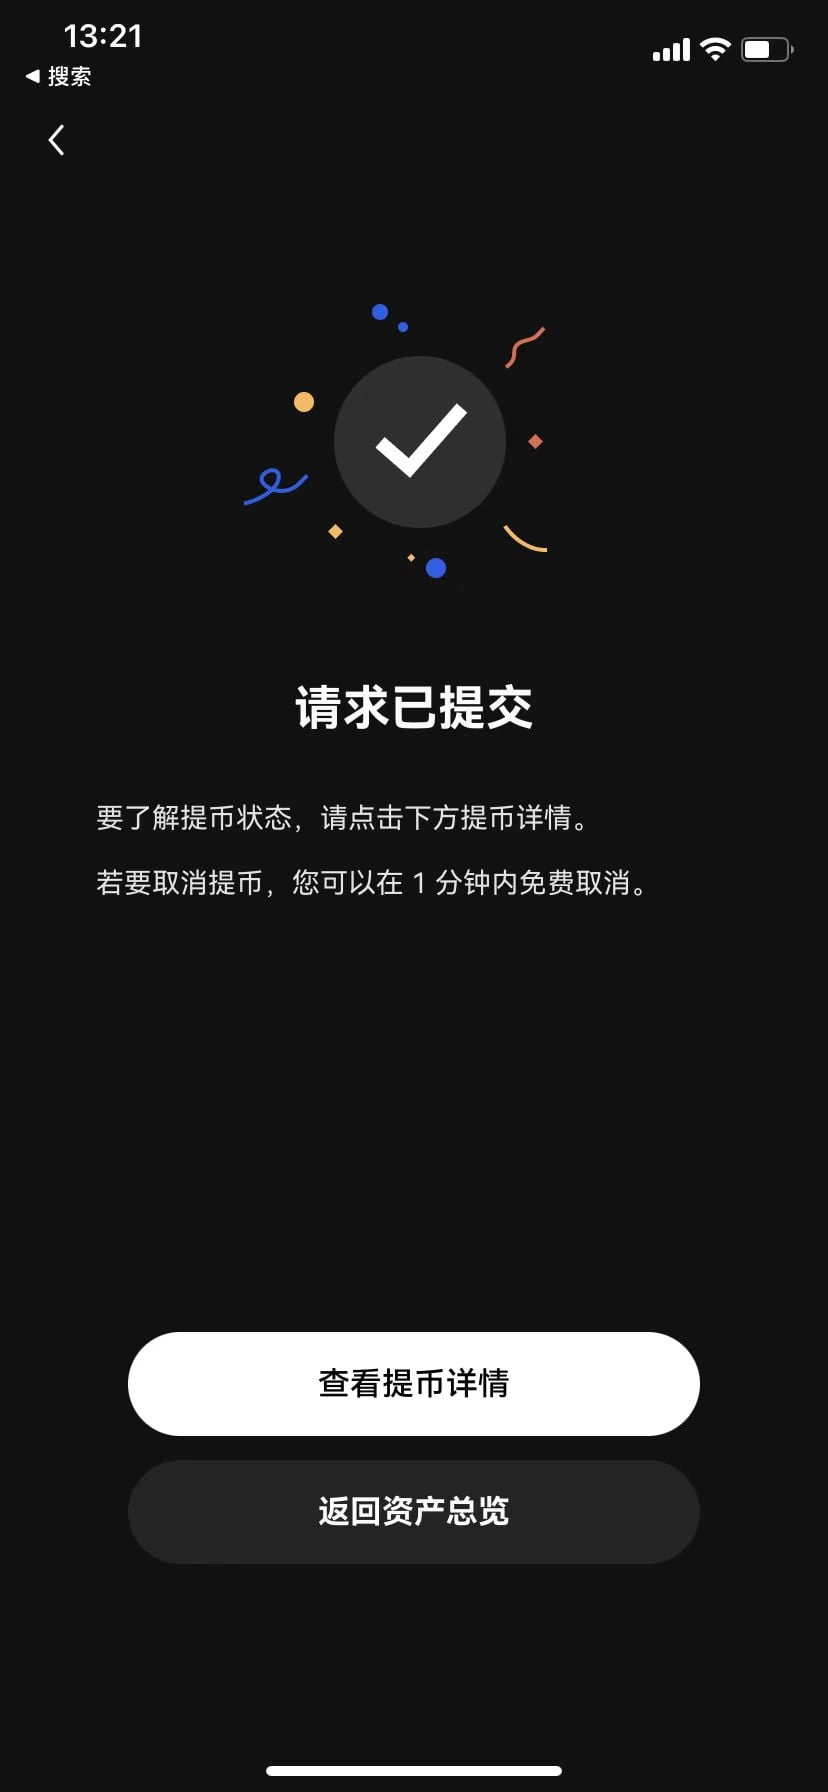 13:21
搜索
请求已提交
要了解提币状态，请点击下方提币详情。
若要取消提币，您可以在 1 分钟内免费取消。
查看提币详情
返回资产总览